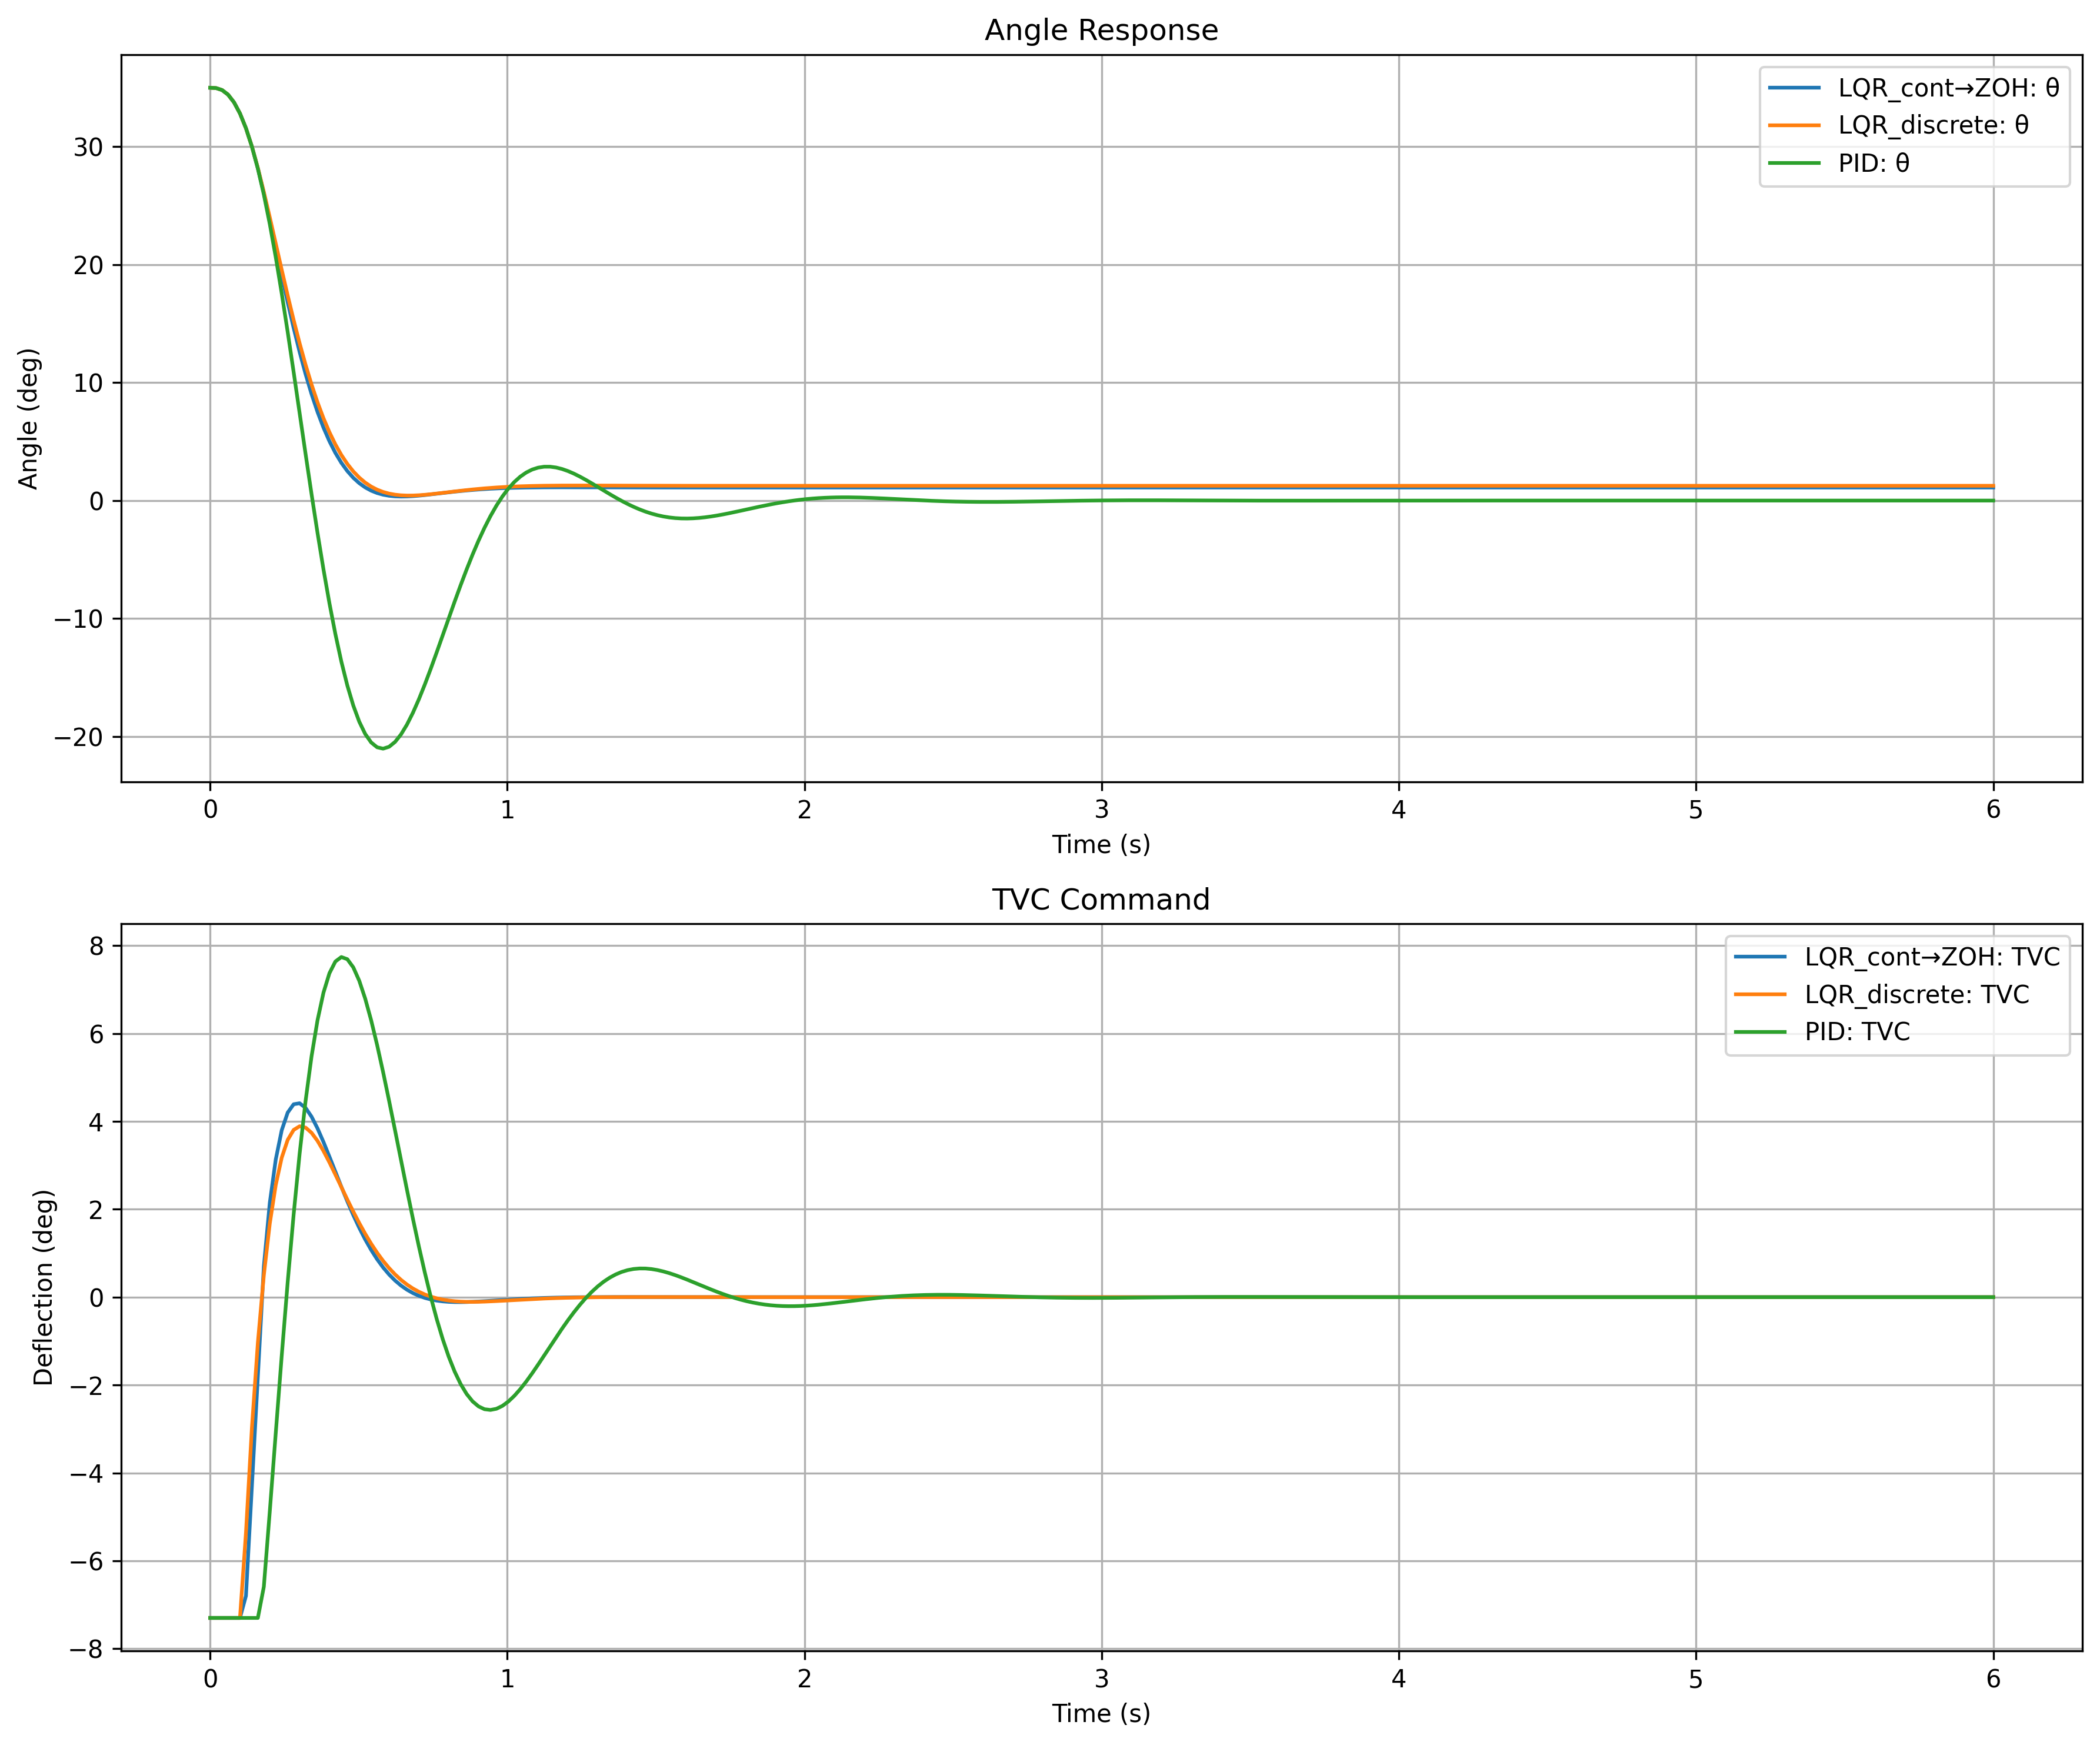 Angle Response
LQR_cont→ZOH: θ
LQR_discrete: θ
PID: θ
Angle (deg)
30
20
10
0
−10
−20
0 1 2 3 4 5 6
Time (s)
TVC Command
LQR_cont→ZOH: TVC
LQR_discrete: TVC
PID: TVC
Deflection (deg)
8
6
4
2
0
−2
−4
−6
−8
0 1 2 3 4 5 6
Time (s)